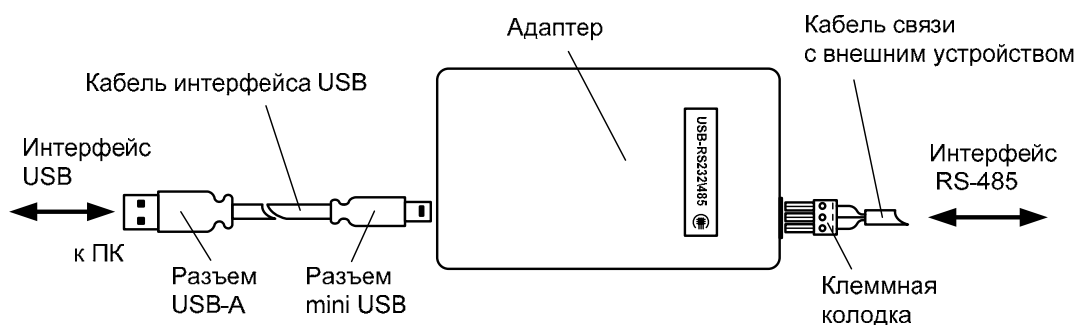 Адаптер
Кабель связи
с внешним устройством
Кабель интерфейса USB
Интерфейс
USB
к ПК
Разъем
USB-A
Разъем
mini USB
USB-RS232/485
Интерфейс
RS-485
Клеммная
колодка